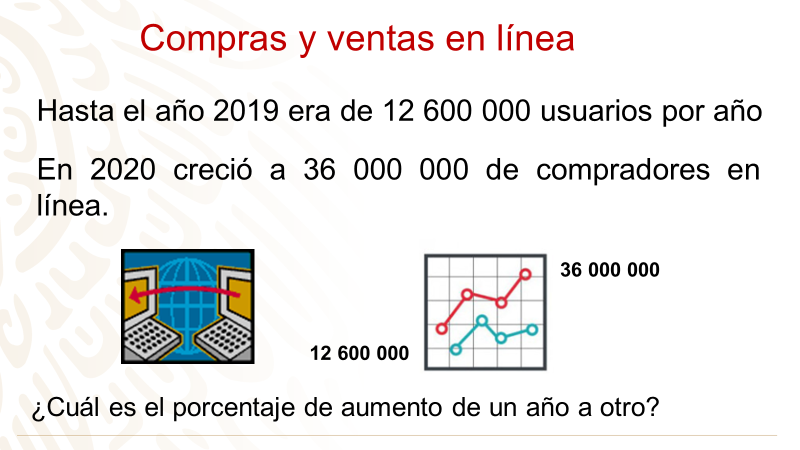 Compras y ventas en línea
Hasta el año 2019 era de 12 600 000 usuarios por año
En 2020 creció a 36 000 000 de compradores en
línea.
36 000 000
12 600 000
¿Cuál es el porcentaje de aumento de un año a otro?